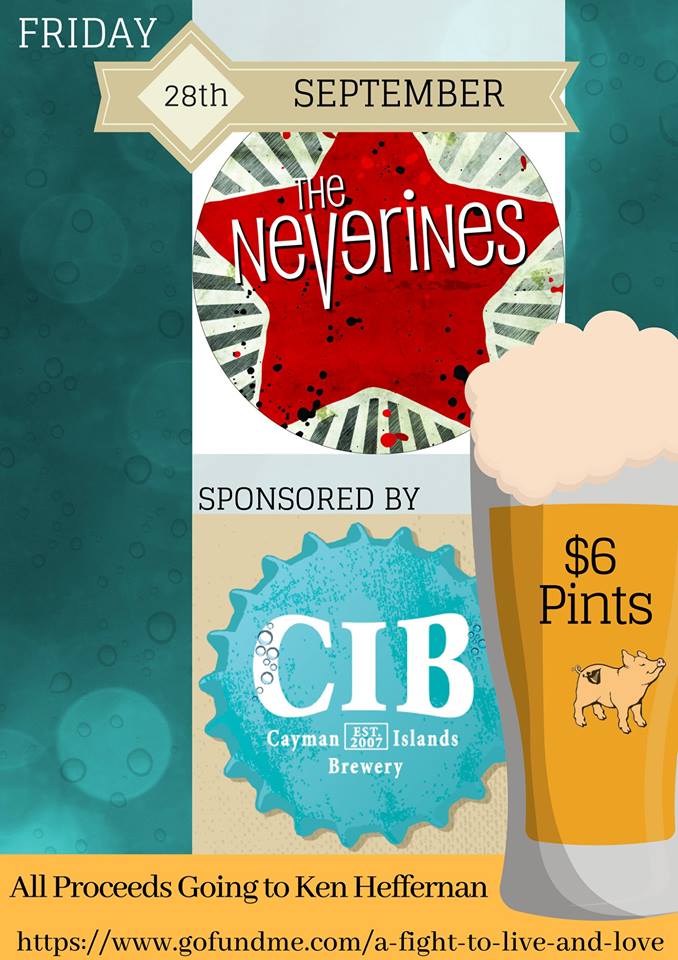 FRIDAY
28th SEPTEMBER
THE
Neverines
SPONSORED BY
CIB
Cayman EST. 2007 Islands
Brewery
$6
Pints
All Proceeds Going to Ken Heffernan
https://www.gofundme.com/a-fight-to-live-and-love